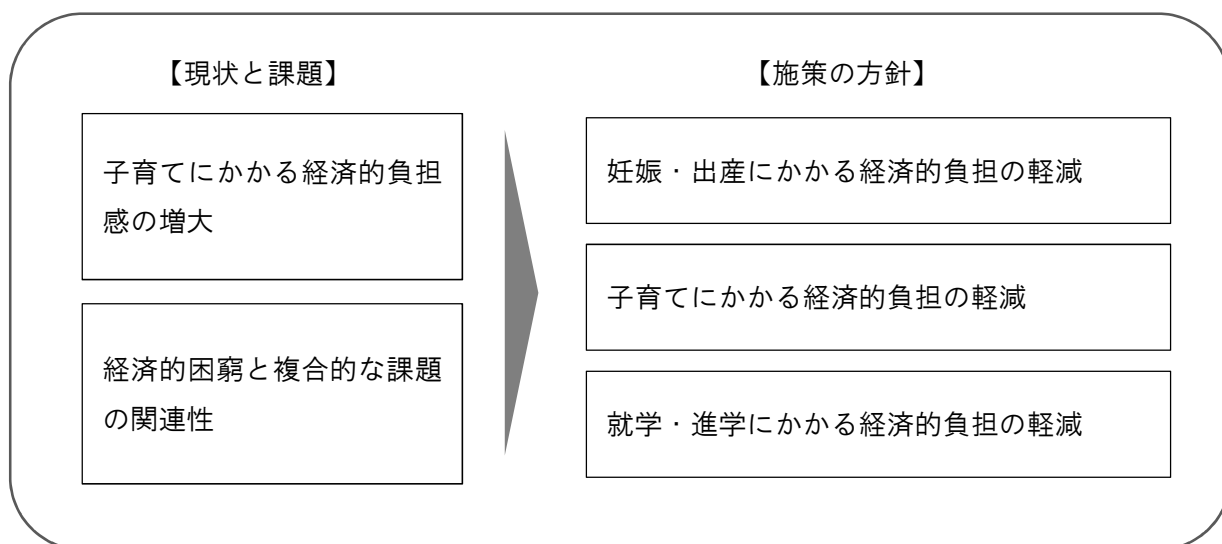 【現状と課題】
子育てにかかる経済的負担
感の増大
経済的困窮と複合的な課題
の関連性
【施策の方針】
妊娠・出産にかかる経済的負担の軽減
子育てにかかる経済的負担の軽減
就学・進学にかかる経済的負担の軽減